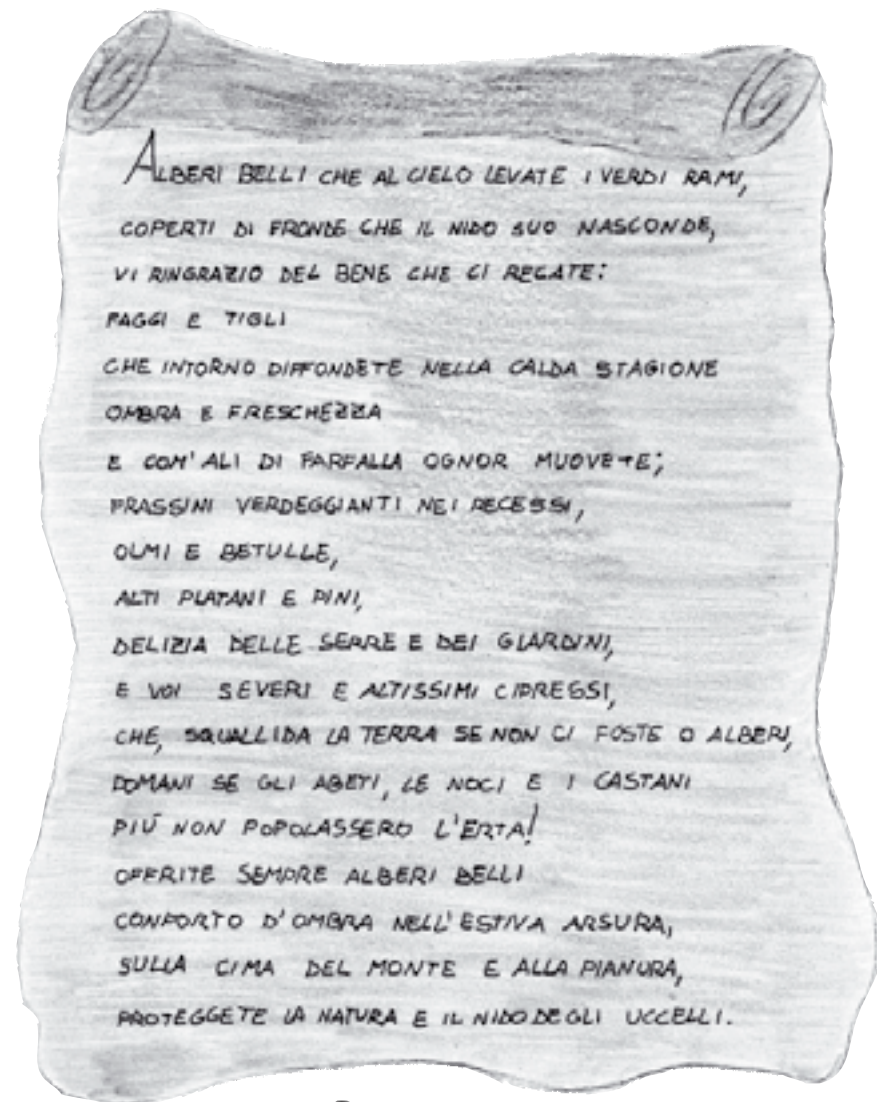 ALBERI BELLI CHE AL CIELO LEVATE I VERDI RAMI,
COPERTI DI FRONDE CHE IL NIDO SUO NASCONDE,
VI RINGRAZIO DEL BENE CHE CI RECATE:
FAGGI E TIGLI
CHE INTORNO DIFFONDETE NELLA CALDA STAGIONE
OMBRA E FRESCHEZZA
E COM'ALI DI FARFALLA OGNOR MUOVETE;
FRASSINI VERDEGGIANTI NEI RECESSI,
OLMI E BETULLE,
ALTI PLATANI E PINI,
DELIZIA DELLE SERRE E DEI GIARDINI,
E VOI SEVERI E ALTISSIMI CIPRESSI,
CHE, SQUALLIDA LA TERRA SE NON CI FOSTE O ALBERI,
DOMANI SE GLI ABETI, LE NOCI E I CASTANI
PIÙ NON POPOLASSERO L'ERTA!
OFFRITE SEMPRE ALBERI BELLI
CONFORTO D'OMBRA NELL'ESTIVA ARSURA,
SULLA CIMA DEL MONTE E ALLA PIANURA,
PROTEGGETE LA NATURA E IL NIDO DEGLI UCCELLI.